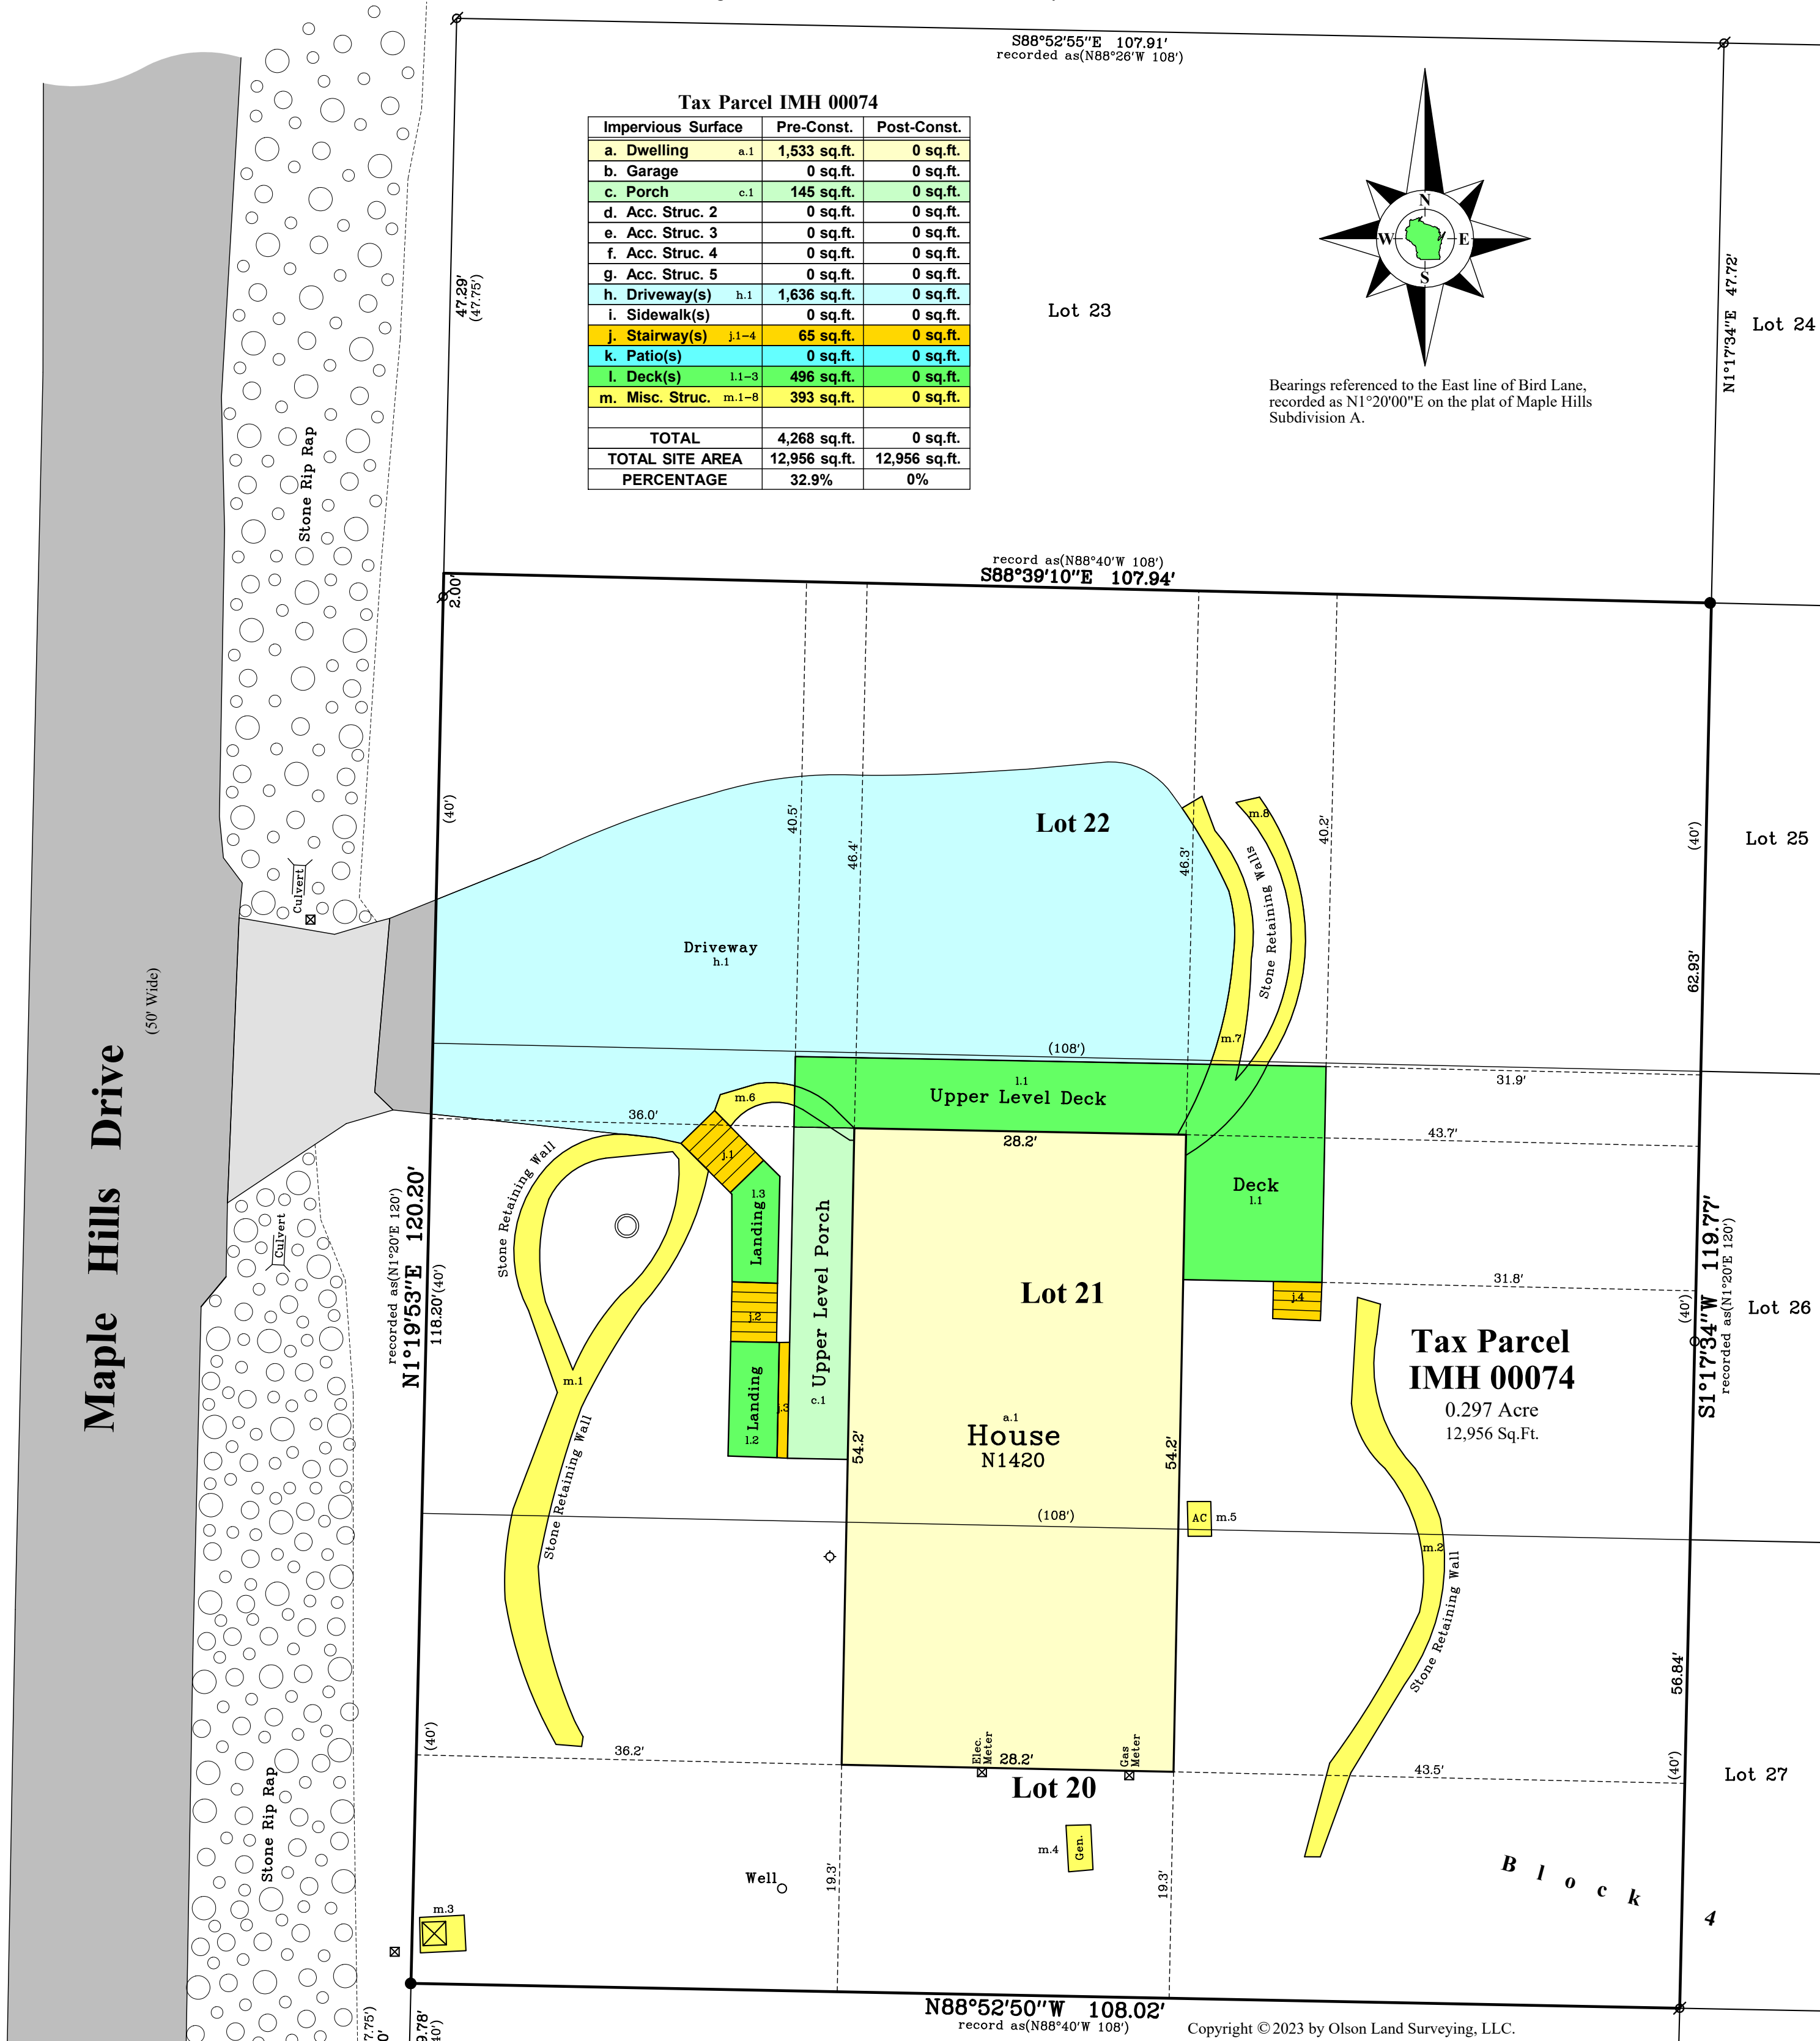 S88°52'55"E 107.91'
recorded as(N88°26'W 108')
Tax Parcel IMH 00074
Impervious Surface Pre-Const. Post-Const.
a. Dwelling a.1 1,533 sq.ft. 0 sq.ft.
b. Garage 0 sq.ft. 0 sq.ft.
c. Porch c.1 145 sq.ft. 0 sq.ft.
d. Acc. Struc. 2 0 sq.ft. 0 sq.ft.
e. Acc. Struc. 3 0 sq.ft. 0 sq.ft.
f. Acc. Struc. 4 0 sq.ft. 0 sq.ft.
g. Acc. Struc. 5 0 sq.ft. 0 sq.ft.
h. Driveway(s) h.1 1,636 sq.ft. 0 sq.ft.
i. Sidewalk(s) 0 sq.ft. 0 sq.ft.
j. Stairway(s) j.1-4 65 sq.ft. 0 sq.ft.
k. Patio(s) 0 sq.ft. 0 sq.ft.
l. Deck(s) l.1-3 496 sq.ft. 0 sq.ft.
m. Misc. Struc. m.1-8 393 sq.ft. 0 sq.ft.
TOTAL 4,268 sq.ft. 0 sq.ft.
TOTAL SITE AREA 12,956 sq.ft. 12,956 sq.ft.
PERCENTAGE 32.9% 0%
N
W E
S
Bearings referenced to the East line of Bird Lane,
recorded as N1°20'00"E on the plat of Maple Hills
Subdivision A.
47.29'
(47.75')
Lot 23
N1°17'34"E 47.72'
Lot 24
Stone Rip Rap
record as(N88°40'W 108')
S88°39'10"E 107.94'
2.00'
(40')
40.5'
46.4'
Lot 22
46.3'
40.2'
m.8
Stone Retaining Walls
(40')
Lot 25
Culvert
Driveway
h.1
62.93'
(50' Wide)
Maple Hills Drive
m.7
(108')
l.1
Upper Level Deck
31.9'
m.6
36.0'
28.2'
43.7'
Stone Retaining Wall
j.1
l.3
Landing
Deck
l.1
Culvert
recorded as(N1°20'E 120')
N1°19'53"E 120.20'
118.20'
(40')
Upper Level Porch
c.1
Lot 21
31.8'
j.4
j.2
j.3
Landing
l.2
(40')
S1°17'34"W 119.77'
recorded as(N1°20'E 120')
Lot 26
Tax Parcel
IMH 00074
0.297 Acre
12,956 Sq.Ft.
m.1
Stone Retaining Wall
a.1
House
N1420
54.2'
54.2'
(108')
AC m.5
m.2
Stone Retaining Wall
56.84'
(40')
36.2'
Elec.
Meter
28.2'
Gas
Meter
43.5'
(40')
Lot 27
Lot 20
Stone Rip Rap
m.4
Gen.
Well
19.3'
19.3'
Block 4
m.3
N88°52'50"W 108.02'
record as(N88°40'W 108')
Copyright © 2023 by Olson Land Surveying, LLC.